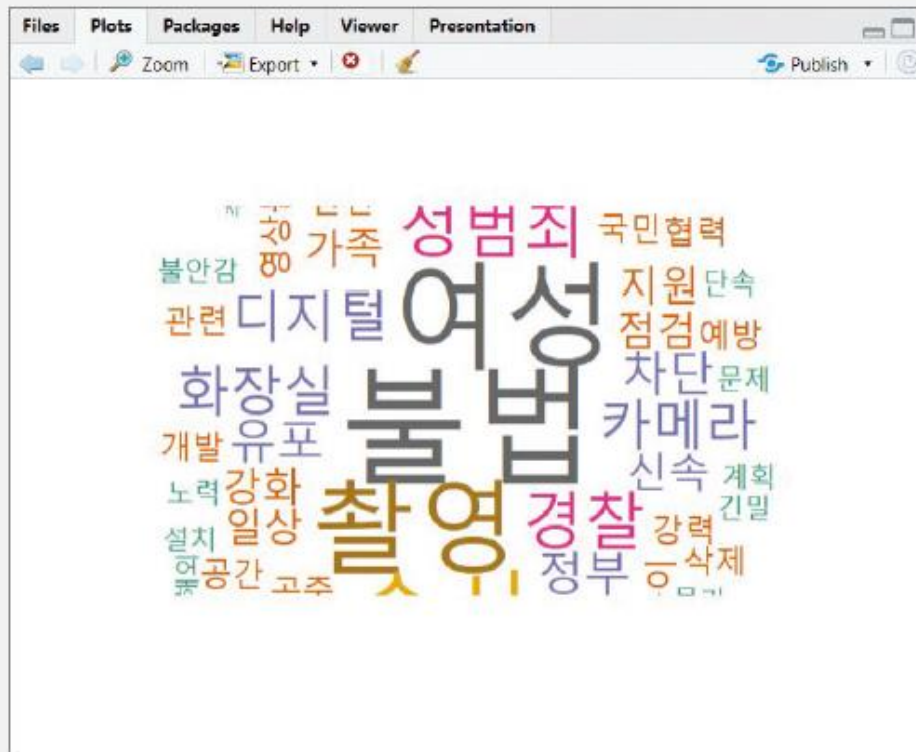 Files Plots Packages Help Viewer Presentation
Zoom Export Publish
성범죄 국민 협력
가족
불안감 여성 지원 단속
관련 디지털 점검 예방
화장실 불법 차단 문제
카메라
개발 유포 신속 계획
노력 강화 촬영 경찰 긴밀
설치 일상 강력
공간 정부 삭제